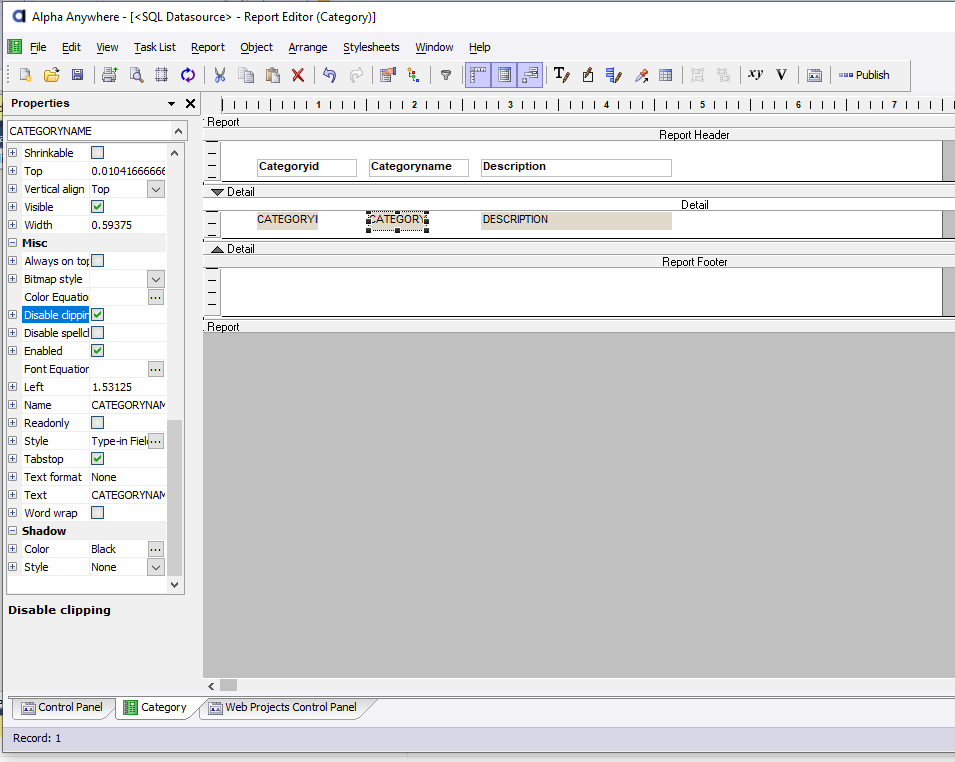 Alpha Anywhere - [<SQL Datasource> - Report Editor (Category)]
File Edit View Task List Report Object Arrange Stylesheets Window Help
xy V Publish
Properties
CATEGORYNAME
Shrinkable
Top 0.01041666666
Vertical align Top
Visible
Width 0.59375
Misc
Always on top
Bitmap style
Color Equatio
Disable clippin
Disable spellcl
Enabled
Font Equation
Left 1.53125
Name CATEGORYNAM
Readonly
Style Type-in Fiel
Tabstop
Text format None
Text CATEGORYNAM
Word wrap
Shadow
Color Black
Style None
Disable clipping
1 2 3 4 5 6 7
Report
Report Header
Categoryid Categoryname Description
Detail
Detail
CATEGORYI CATEGORY DESCRIPTION
Detail
Report Footer
Report
Control Panel Category Web Projects Control Panel
Record: 1